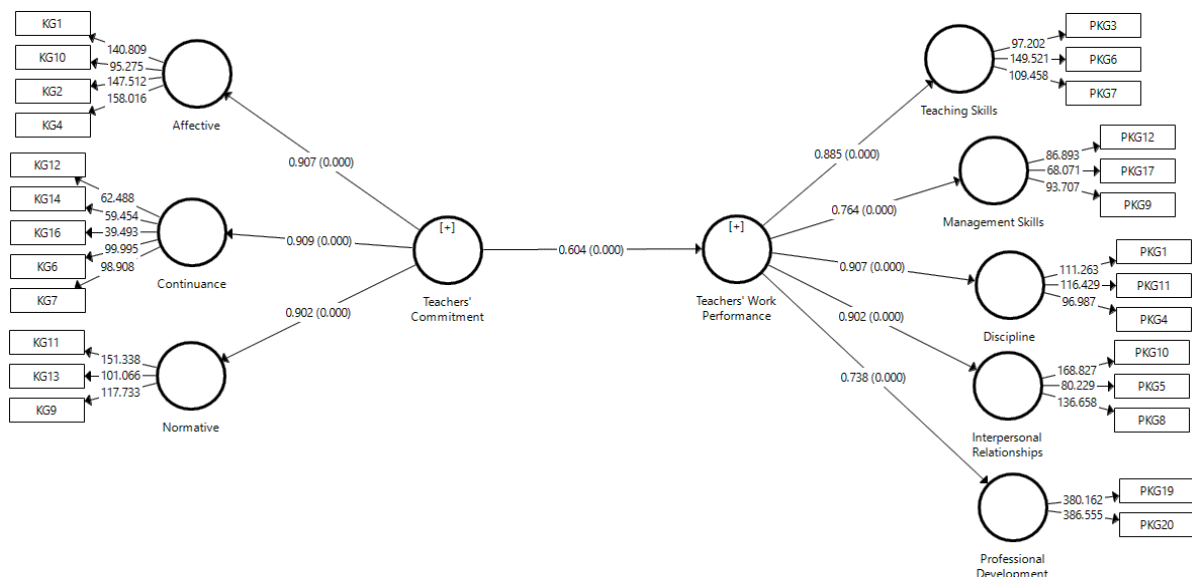 KG1
KG10
KG2
KG4
140.809
95.275
147.512
158.016
Affective
KG12
KG14
KG16
KG6
KG7
62.488
59.454
39.493
99.995
98.908
Continuance
KG11
KG13
KG9
151.338
101.066
117.733
Normative
0.907 (0.000)
0.909 (0.000)
0.902 (0.000)
[+]
Teachers'
Commitment
0.604 (0.000)
[+]
Teachers' Work
Performance
0.885 (0.000)
0.764 (0.000)
0.907 (0.000)
0.902 (0.000)
0.738 (0.000)
Teaching Skills
97.202
149.521
109.458
PKG3
PKG6
PKG7
Management Skills
86.893
68.071
93.707
PKG12
PKG17
PKG9
Discipline
111.263
116.429
96.987
PKG1
PKG11
PKG4
Interpersonal
Relationships
168.827
80.229
136.658
PKG10
PKG5
PKG8
Professional
Development
380.162
386.555
PKG19
PKG20